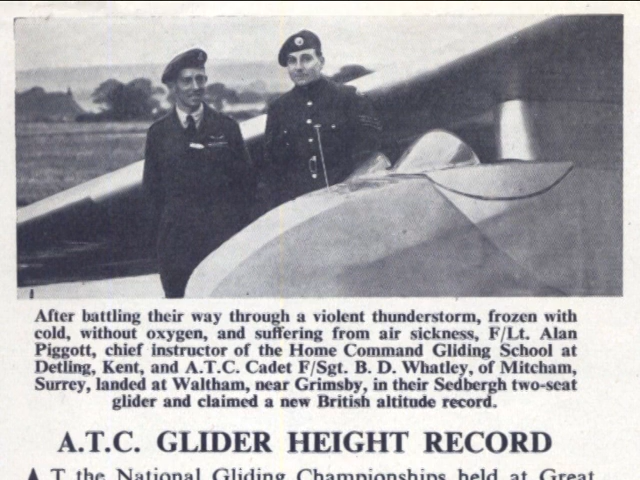 After battling their way through a violent thunderstorm, frozen with
cold, without oxygen, and suffering from air sickness, F/Lt. Alan
Piggott, chief instructor of the Home Command Gliding School at
Detling, Kent, and A.T.C. Cadet F/Sgt. B. D. Whatley, of Mitcham,
Surrey, landed at Waltham, near Grimsby, in their Sedbergh two-seat
glider and claimed a new British altitude record.
A.T.C. GLIDER HEIGHT RECORD
AT the National Gliding Championships held at Great